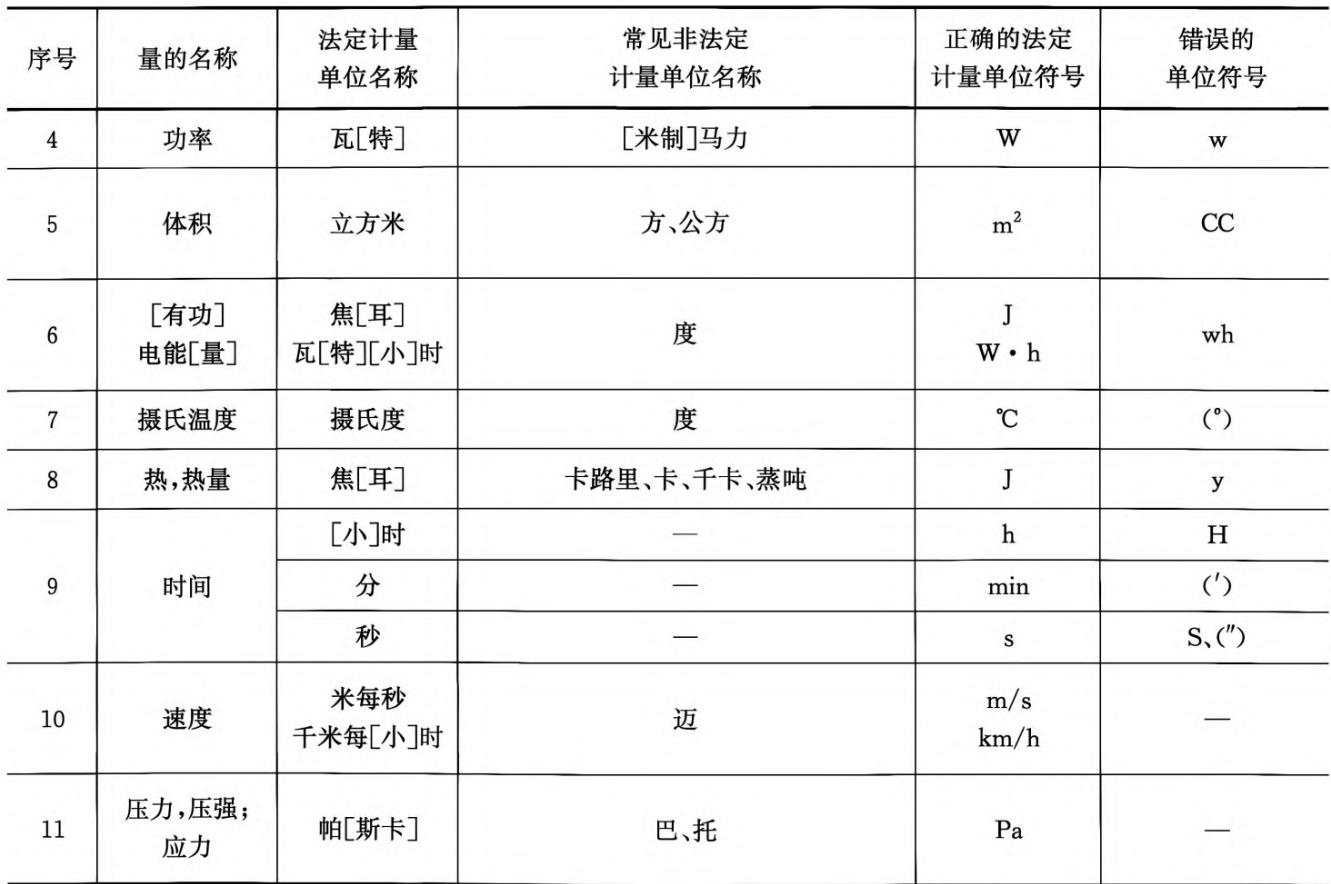 序号 量的名称 法定计量单位名称 常见非法定计量单位名称 正确的法定计量单位符号 错误的单位符号
4 功率 瓦[特] [米制]马力 W w
5 体积 立方米 方、公方 m² CC
6 [有功]电能[量] 焦[耳] 瓦[特][小]时 度 J W·h wh
7 摄氏温度 摄氏度 度 ℃ (°)
8 热,热量 焦[耳] 卡路里、卡、千卡、蒸吨 J y
9 时间 [小]时 — h H
分 — min (′)
秒 — s S、(″)
10 速度 米每秒 千米每[小]时 迈 m/s km/h —
11 压力,压强;应力 帕[斯卡] 巴、托 Pa —